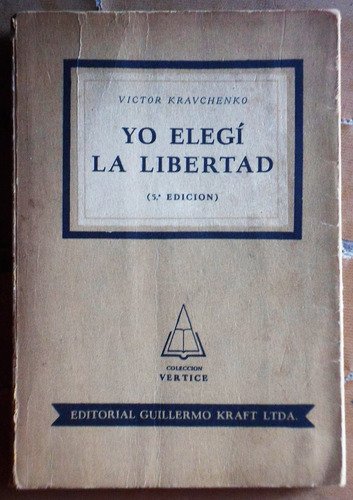 VICTOR KRAVCHENKO
YO ELEGÍ
LA LIBERTAD
(5.ª EDICION)
COLECCION
VERTICE
EDITORIAL GUILLERMO KRAFT LTDA.